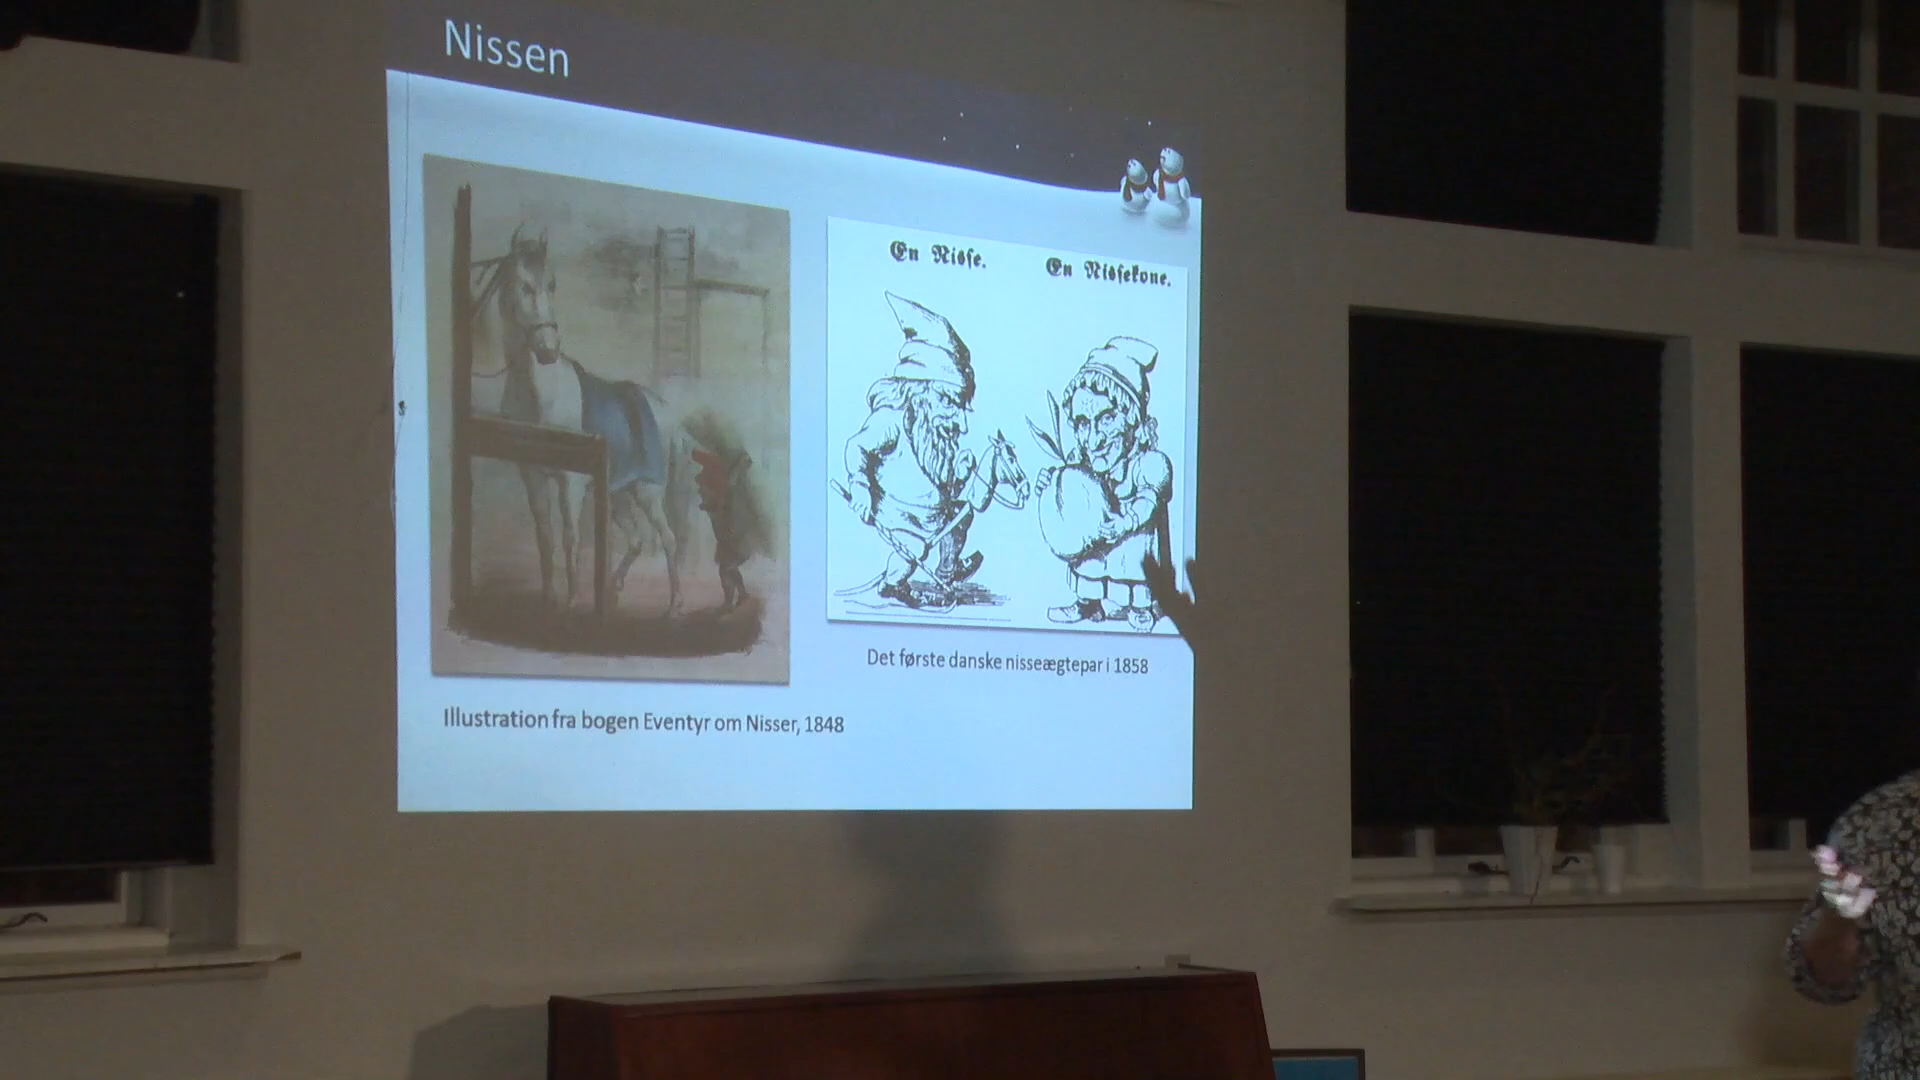 Nissen
En Nisse.
En Nissekone.
Det første danske nisseægtepar i 1858
Illustration fra bogen Eventyr om Nisser, 1848